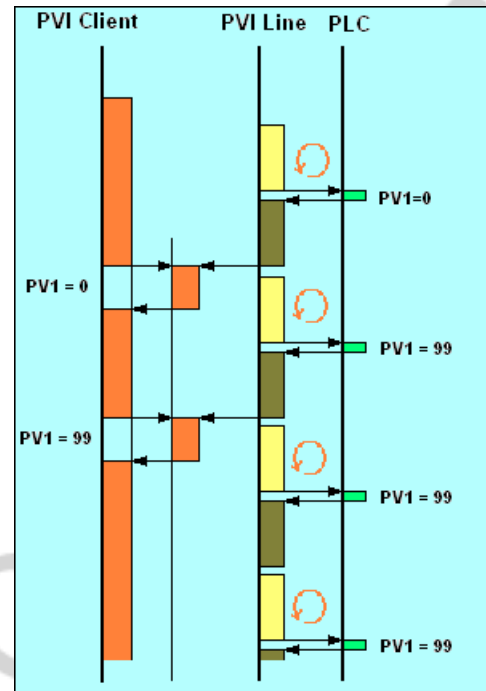 PVI Client PVI Line PLC
PV1=0
PV1 = 0
PV1 = 99
PV1 = 99
PV1 = 99
PV1 = 99